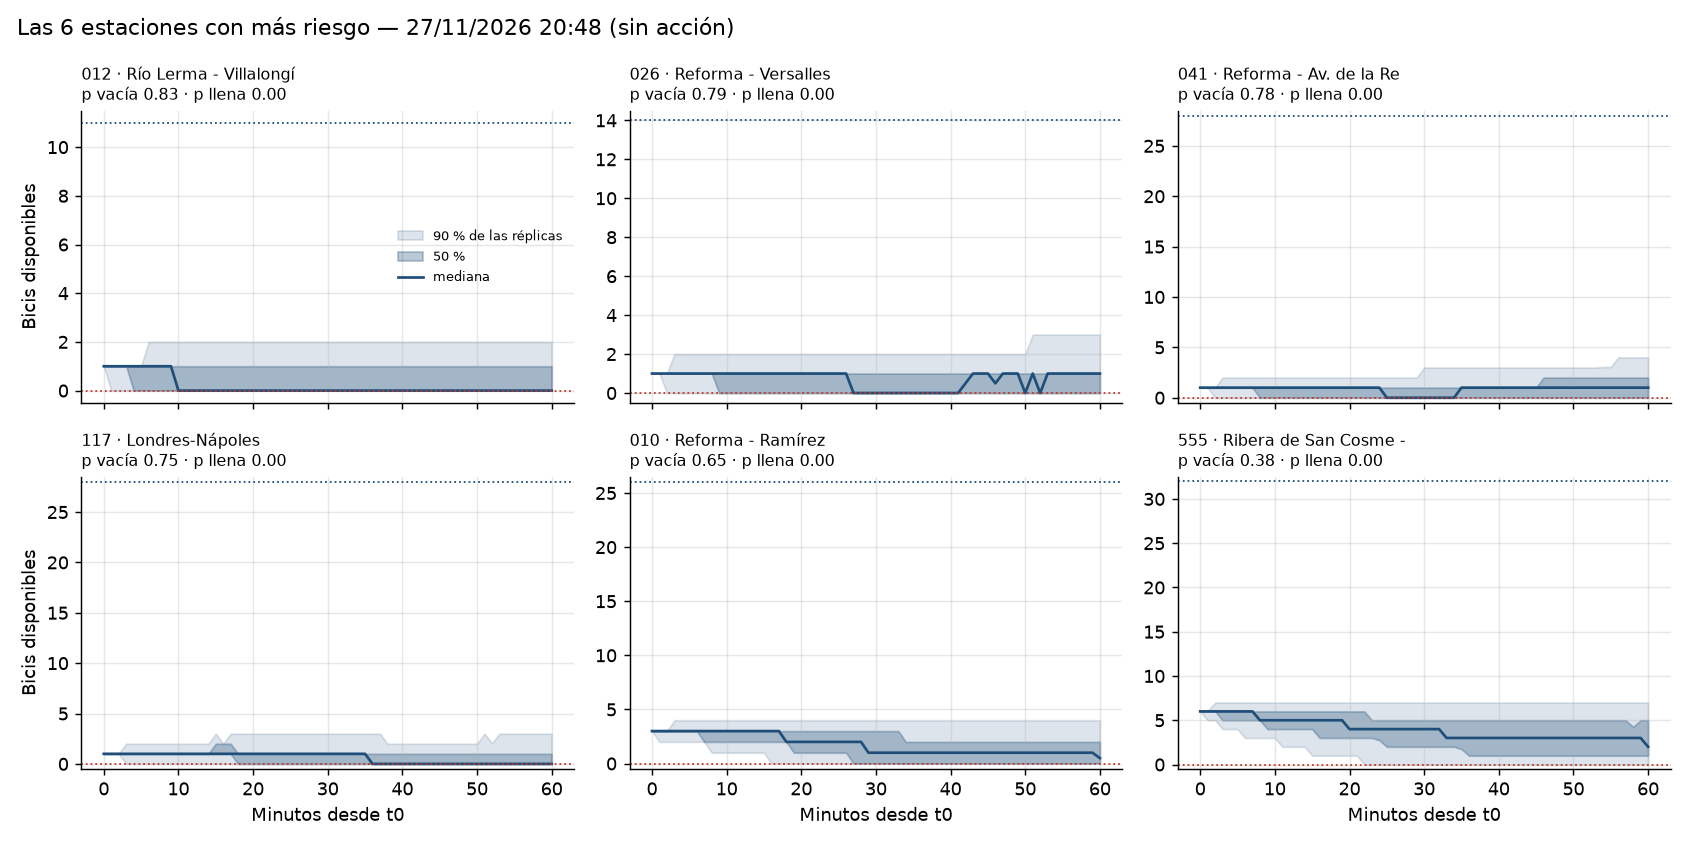 Las 6 estaciones con más riesgo — 27/11/2026 20:48 (sin acción)
012 · Río Lerma - Villalongí
p vacía 0.83 · p llena 0.00
Bicis disponibles
10
8
6
4
2
0
90 % de las réplicas
50 %
mediana
026 · Reforma - Versalles
p vacía 0.79 · p llena 0.00
14
12
10
8
6
4
2
0
041 · Reforma - Av. de la Re
p vacía 0.78 · p llena 0.00
25
20
15
10
5
0
117 · Londres-Nápoles
p vacía 0.75 · p llena 0.00
Bicis disponibles
25
20
15
10
5
0
0 10 20 30 40 50 60
Minutos desde t0
010 · Reforma - Ramírez
p vacía 0.65 · p llena 0.00
25
20
15
10
5
0
0 10 20 30 40 50 60
Minutos desde t0
555 · Ribera de San Cosme -
p vacía 0.38 · p llena 0.00
30
25
20
15
10
5
0
0 10 20 30 40 50 60
Minutos desde t0